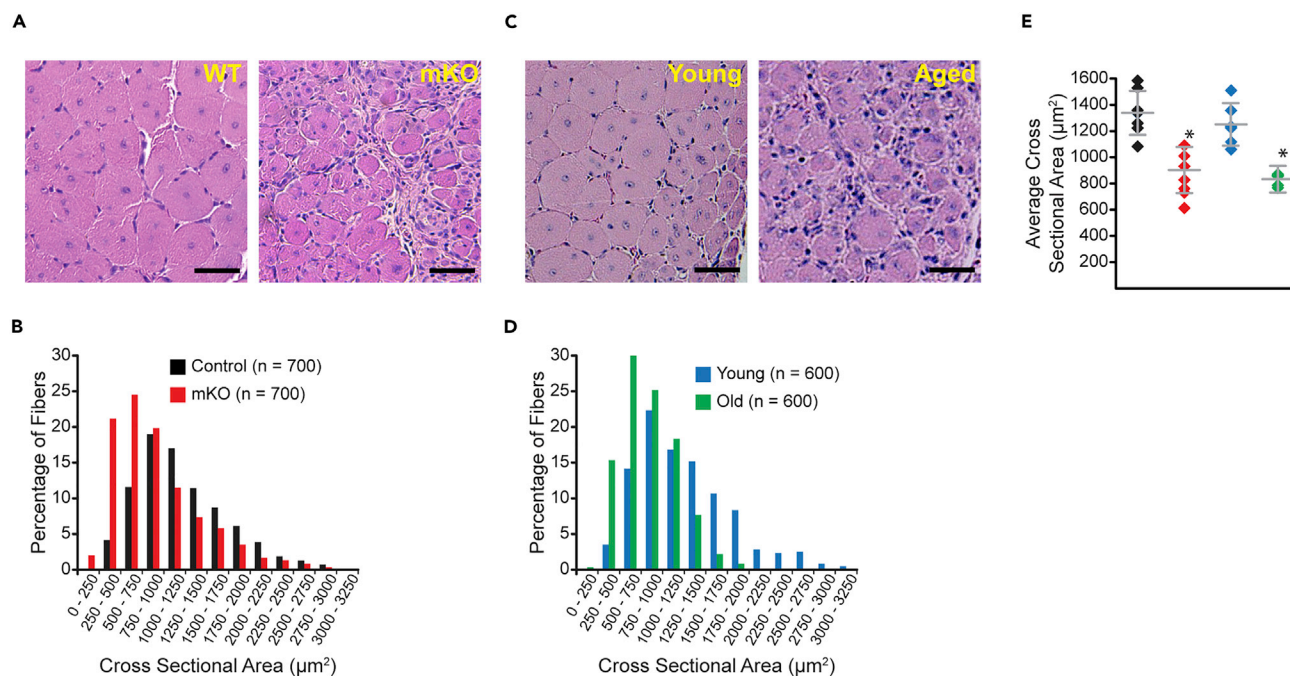 A
WT
mKO
C
Young
Aged
E
Average Cross
Sectional Area (µm²)
1600
1400
1200
1000
800
600
400
200
*
*
B
Percentage of Fibers
30
25
20
15
10
5
0
Control (n = 700)
mKO (n = 700)
0 - 250
250 - 500
500 - 750
750 - 1000
1000 - 1250
1250 - 1500
1500 - 1750
1750 - 2000
2000 - 2250
2250 - 2500
2500 - 2750
2750 - 3000
3000 - 3250
Cross Sectional Area (µm²)
D
Percentage of Fibers
30
25
20
15
10
5
0
Young (n = 600)
Old (n = 600)
0 - 250
250 - 500
500 - 750
750 - 1000
1000 - 1250
1250 - 1500
1500 - 1750
1750 - 2000
2000 - 2250
2250 - 2500
2500 - 2750
2750 - 3000
3000 - 3250
Cross Sectional Area (µm²)